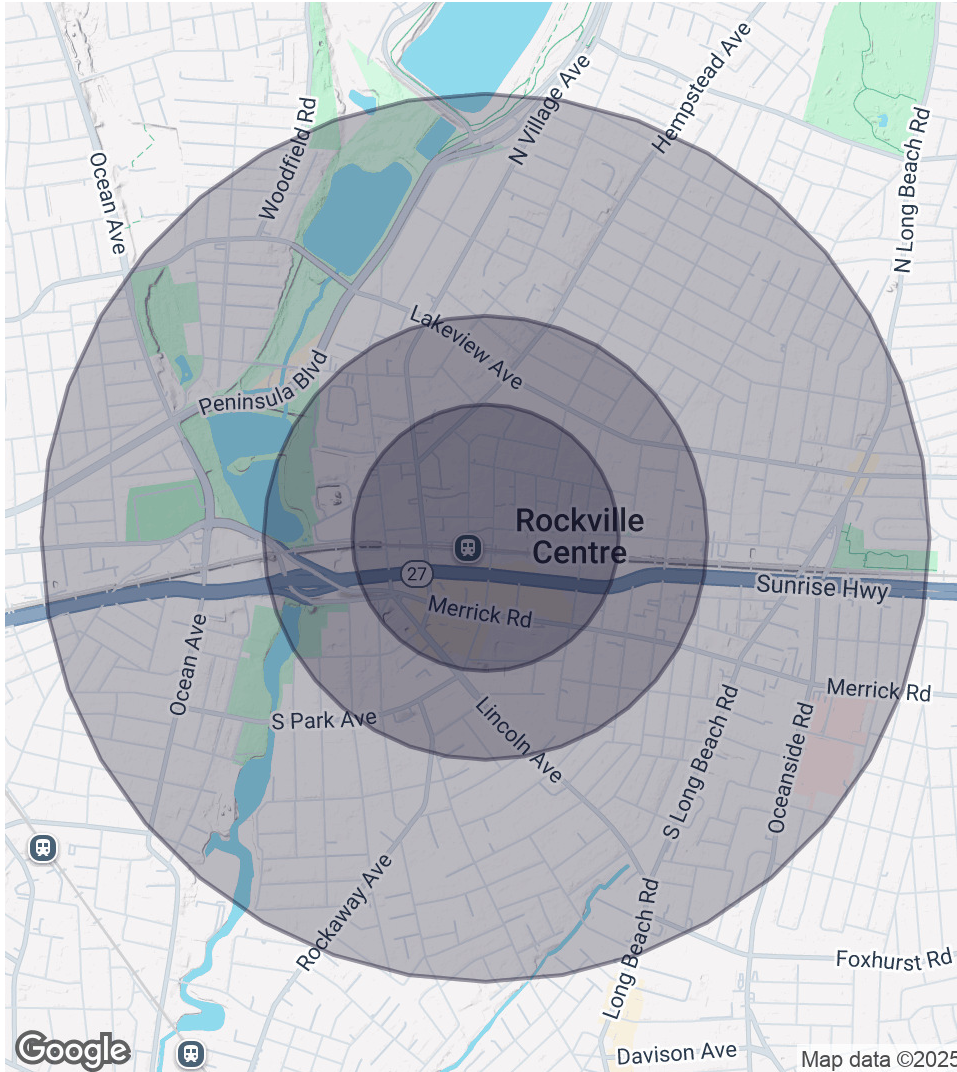 Hempstead Ave
N Village Ave
Woodfield Rd
Ocean Ave
N Long Beach Rd
Lakeview Ave
Peninsula Blvd
Rockville
Centre
27
Sunrise Hwy
Merrick Rd
Ocean Ave
Merrick Rd
S Park Ave
Lincoln Ave
S Long Beach Rd
Oceanside Rd
Rockaway Ave
Long Beach Rd
Foxhurst Rd
Davison Ave
Google
Map data ©2025